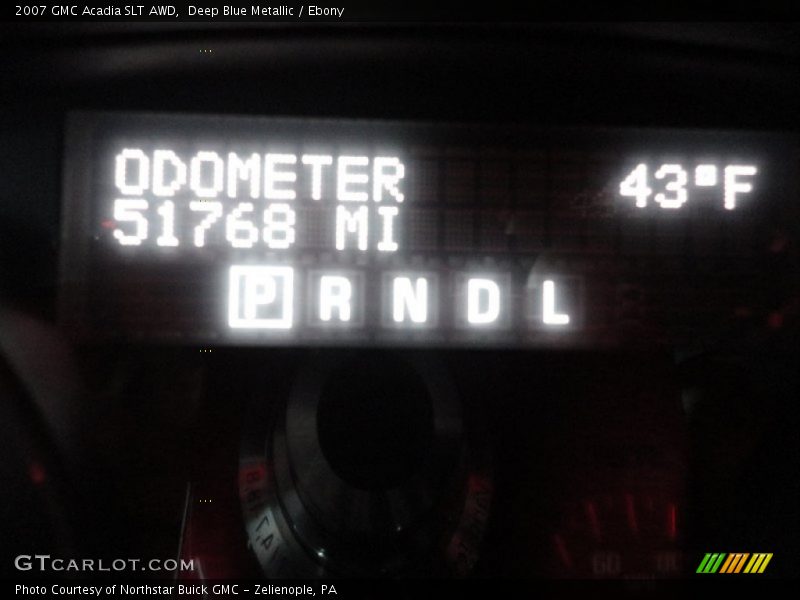 2007 GMC Acadia SLT AWD,  Deep Blue Metallic / Ebony
ODOMETER 43°F
51768 MI
P R N D L
GTCARLOT.COM
Photo Courtesy of Northstar Buick GMC - Zelienople, PA